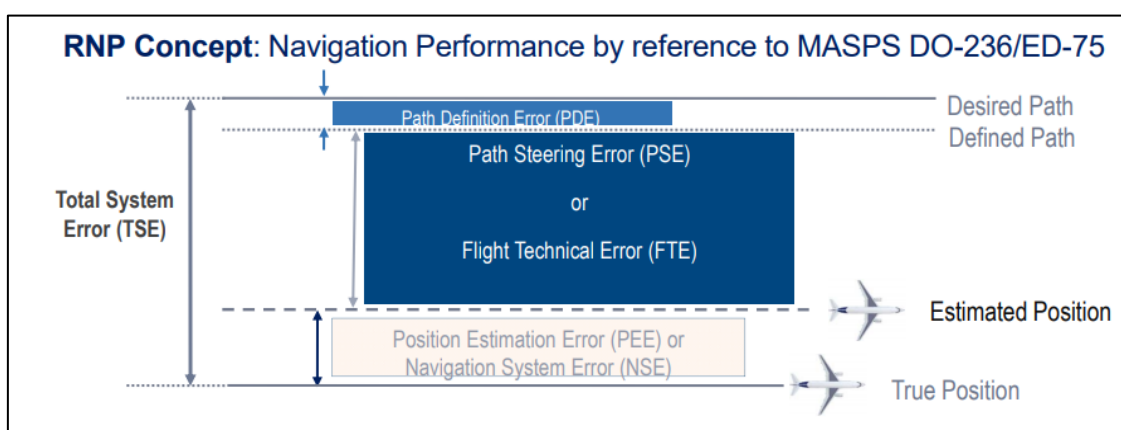 RNP Concept: Navigation Performance by reference to MASPS DO-236/ED-75
Desired Path
Path Definition Error (PDE)
Defined Path
Path Steering Error (PSE)
or
Flight Technical Error (FTE)
Total System
Error (TSE)
Estimated Position
Position Estimation Error (PEE) or
Navigation System Error (NSE)
True Position